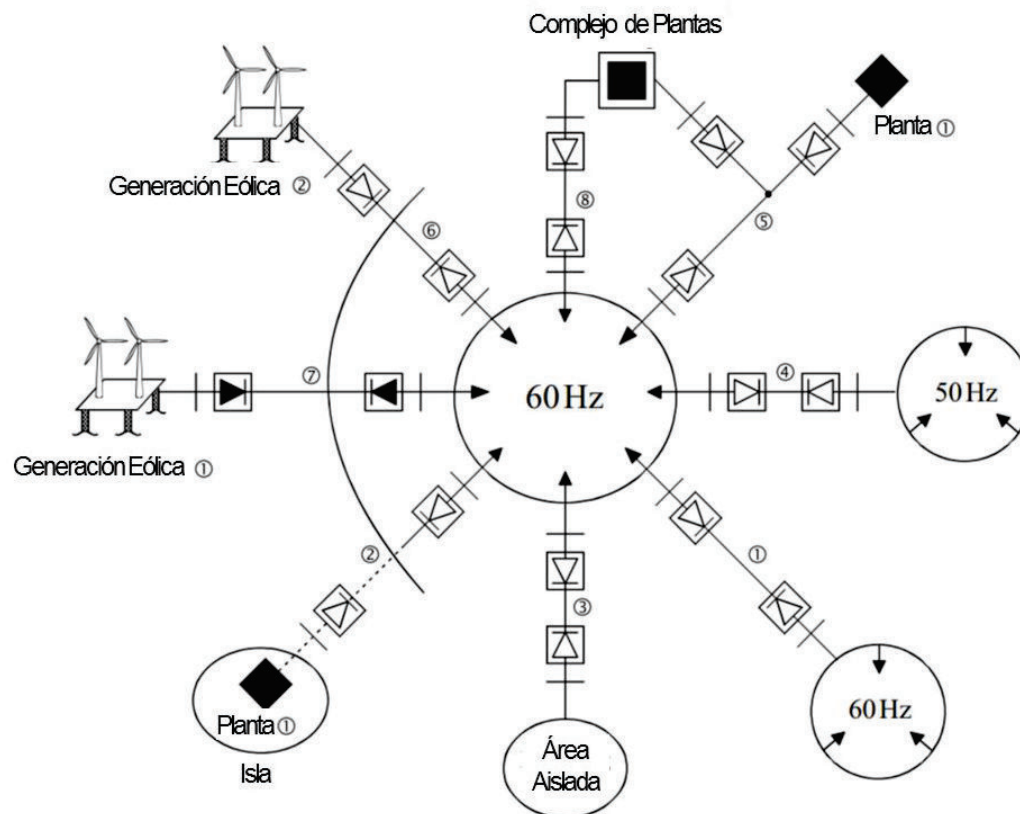 Complejo de Plantas
Planta ①
Generación Eólica ②
⑧
⑤
⑥
⑦
④
60 Hz
50 Hz
Generación Eólica ①
②
①
③
Planta ①
Isla
Área
Aislada
60 Hz